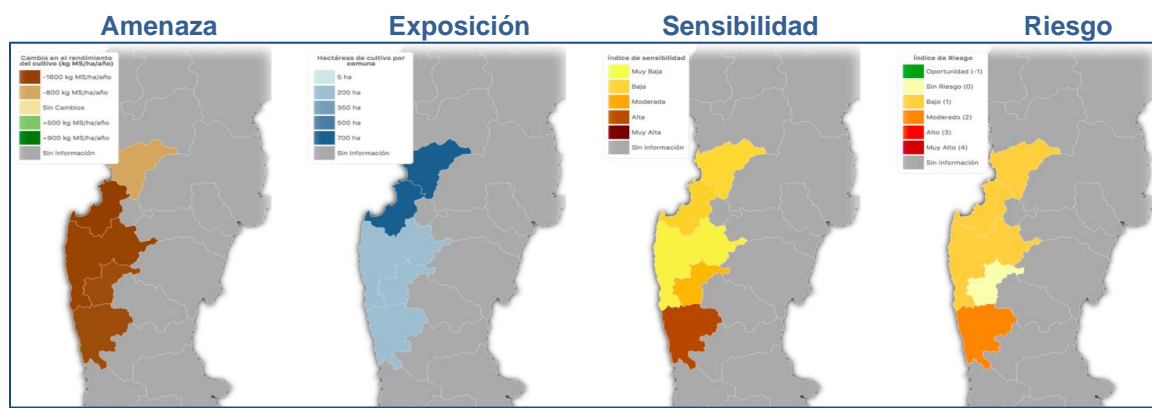 Amenaza
Exposición
Sensibilidad
Riesgo
Cambio en el rendimiento
del cultivo (kg MS/ha/año)
-1600 kg MS/ha/año
-800 kg MS/ha/año
Sin Cambios
+500 kg MS/ha/año
+900 kg MS/ha/año
Sin información
Hectáreas de cultivo por
comuna
5 ha
200 ha
350 ha
500 ha
700 ha
Sin información
Índice de sensibilidad
Muy Baja
Baja
Moderada
Alta
Muy Alta
Sin información
Índice de Riesgo
Oportunidad (-1)
Sin Riesgo (0)
Bajo (1)
Moderado (2)
Alto (3)
Muy Alto (4)
Sin información